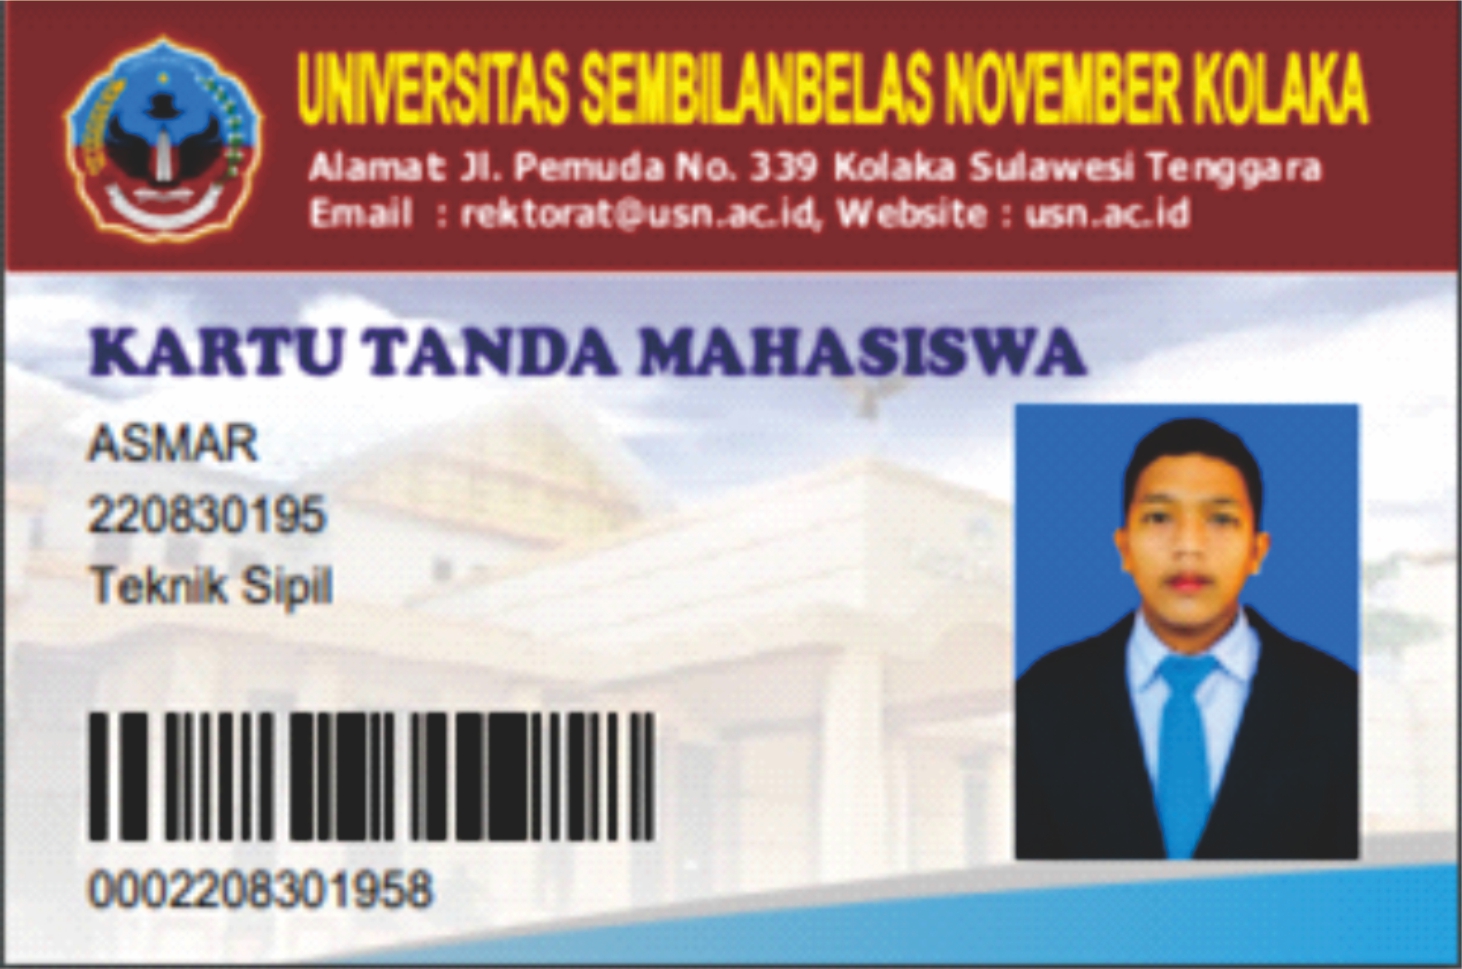 UNIVERSITAS SEMBILANBELAS NOVEMBER KOLAKA
Alamat: Jl. Pemuda No. 339 Kolaka Sulawesi Tenggara
Email : rektorat@usn.ac.id, Website : usn.ac.id
KARTU TANDA MAHASISWA
ASMAR
220830195
Teknik Sipil
0002208301958